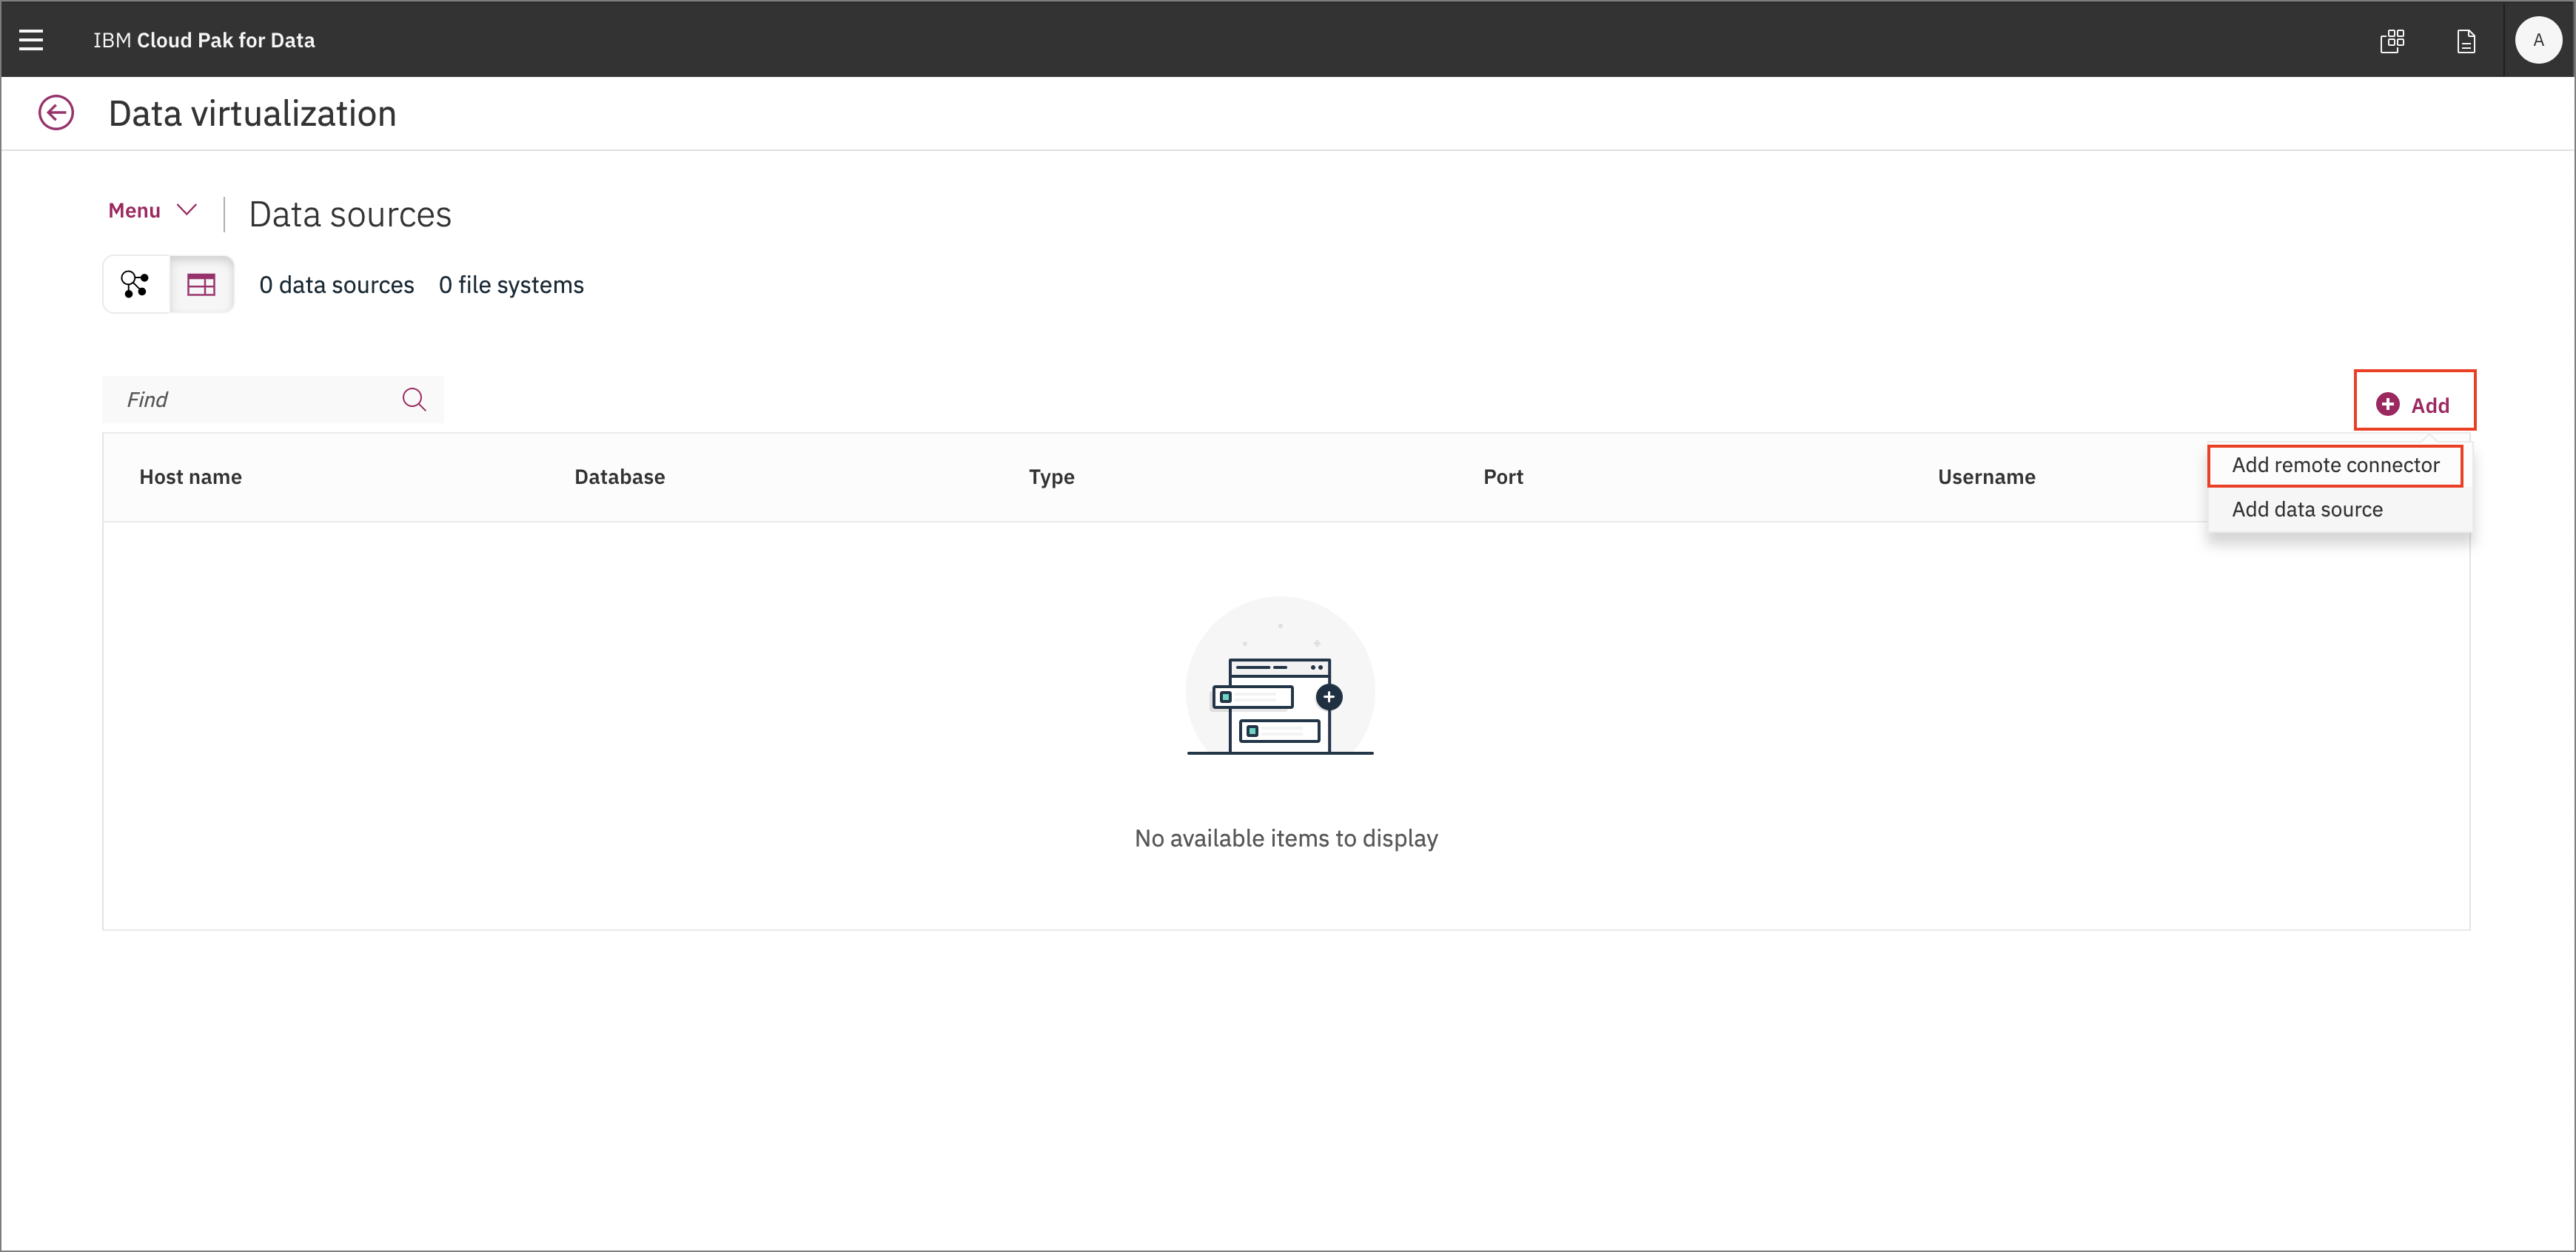 IBM Cloud Pak for Data
A
Data virtualization
Menu
Data sources
0 data sources 0 file systems
Find
Add
Host name Database Type Port Username
Add remote connector
Add data source
No available items to display